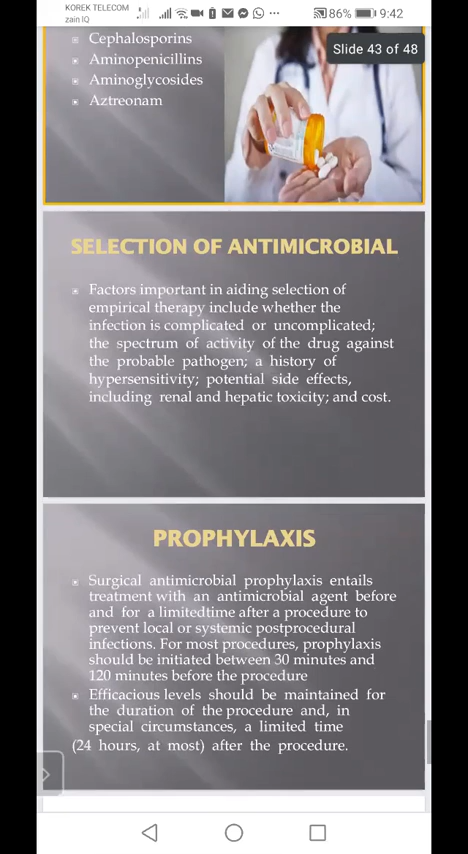 KOREK TELECOM
zain IQ
86% 9:42
Slide 43 of 48
Cephalosporins
Aminopenicillins
Aminoglycosides
Aztreonam
SELECTION OF ANTIMICROBIAL
Factors important in aiding selection of
empirical therapy include whether the
infection is complicated or uncomplicated;
the spectrum of activity of the drug against
the probable pathogen; a history of
hypersensitivity; potential side effects,
including renal and hepatic toxicity; and cost.
PROPHYLAXIS
Surgical antimicrobial prophylaxis entails
treatment with an antimicrobial agent before
and for a limitedtime after a procedure to
prevent local or systemic postprocedural
infections. For most procedures, prophylaxis
should be initiated between 30 minutes and
120 minutes before the procedure
Efficacious levels should be maintained for
the duration of the procedure and, in
special circumstances, a limited time
(24 hours, at most) after the procedure.